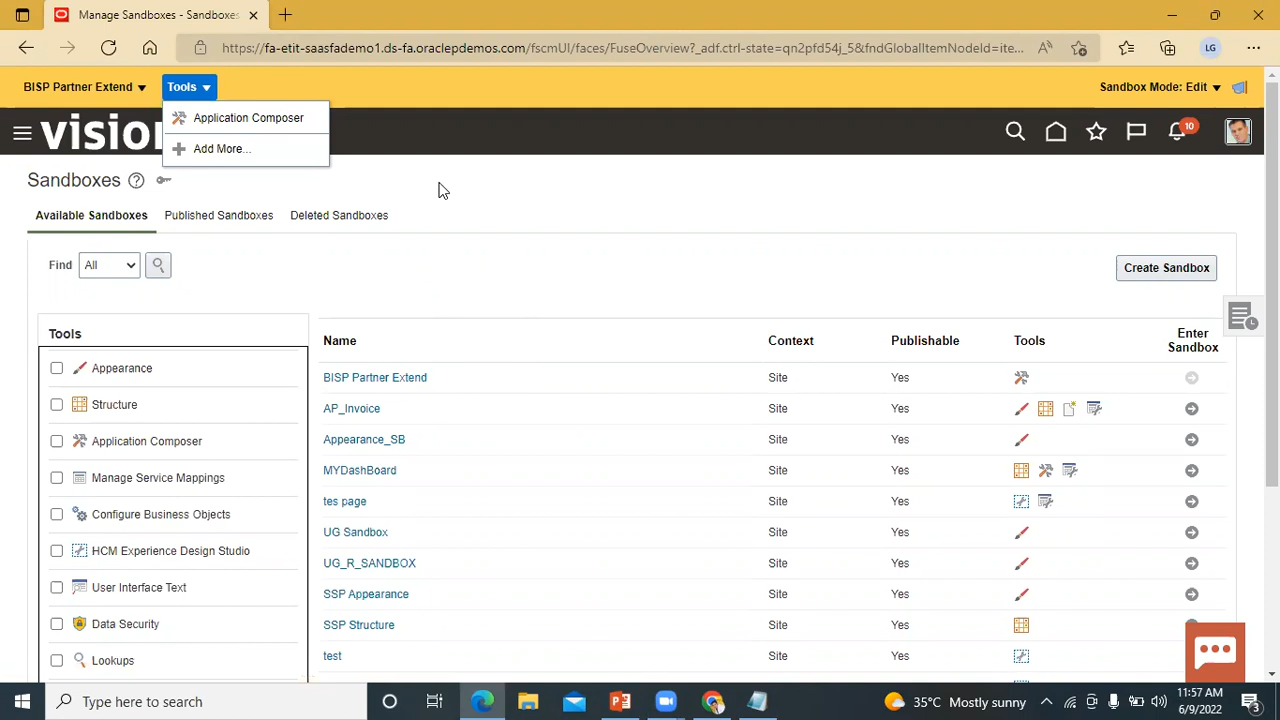 Manage Sandboxes - Sandboxes
https://fa-etit-saasfademo1.ds-fa.oraclepdemos.com/fscmUI/faces/FuseOverview?_adf.ctrl-state=qn2pfd54j_5&fndGlobalItemNodeId=ite...
LG
BISP Partner Extend
Tools
Sandbox Mode: Edit
Application Composer
Add More...
vision
10
Sandboxes
Available Sandboxes
Published Sandboxes
Deleted Sandboxes
Find All
Create Sandbox
Tools
Appearance
Structure
Application Composer
Manage Service Mappings
Configure Business Objects
HCM Experience Design Studio
User Interface Text
Data Security
Lookups
Name Context Publishable Tools Enter Sandbox
BISP Partner Extend Site Yes
AP_Invoice Site Yes
Appearance_SB Site Yes
MYDashBoard Site Yes
tes page Site Yes
UG Sandbox Site Yes
UG_R_SANDBOX Site Yes
SSP Appearance Site Yes
SSP Structure Site Yes
test Site Yes
Type here to search
35°C Mostly sunny
11:57 AM
6/9/2022
3